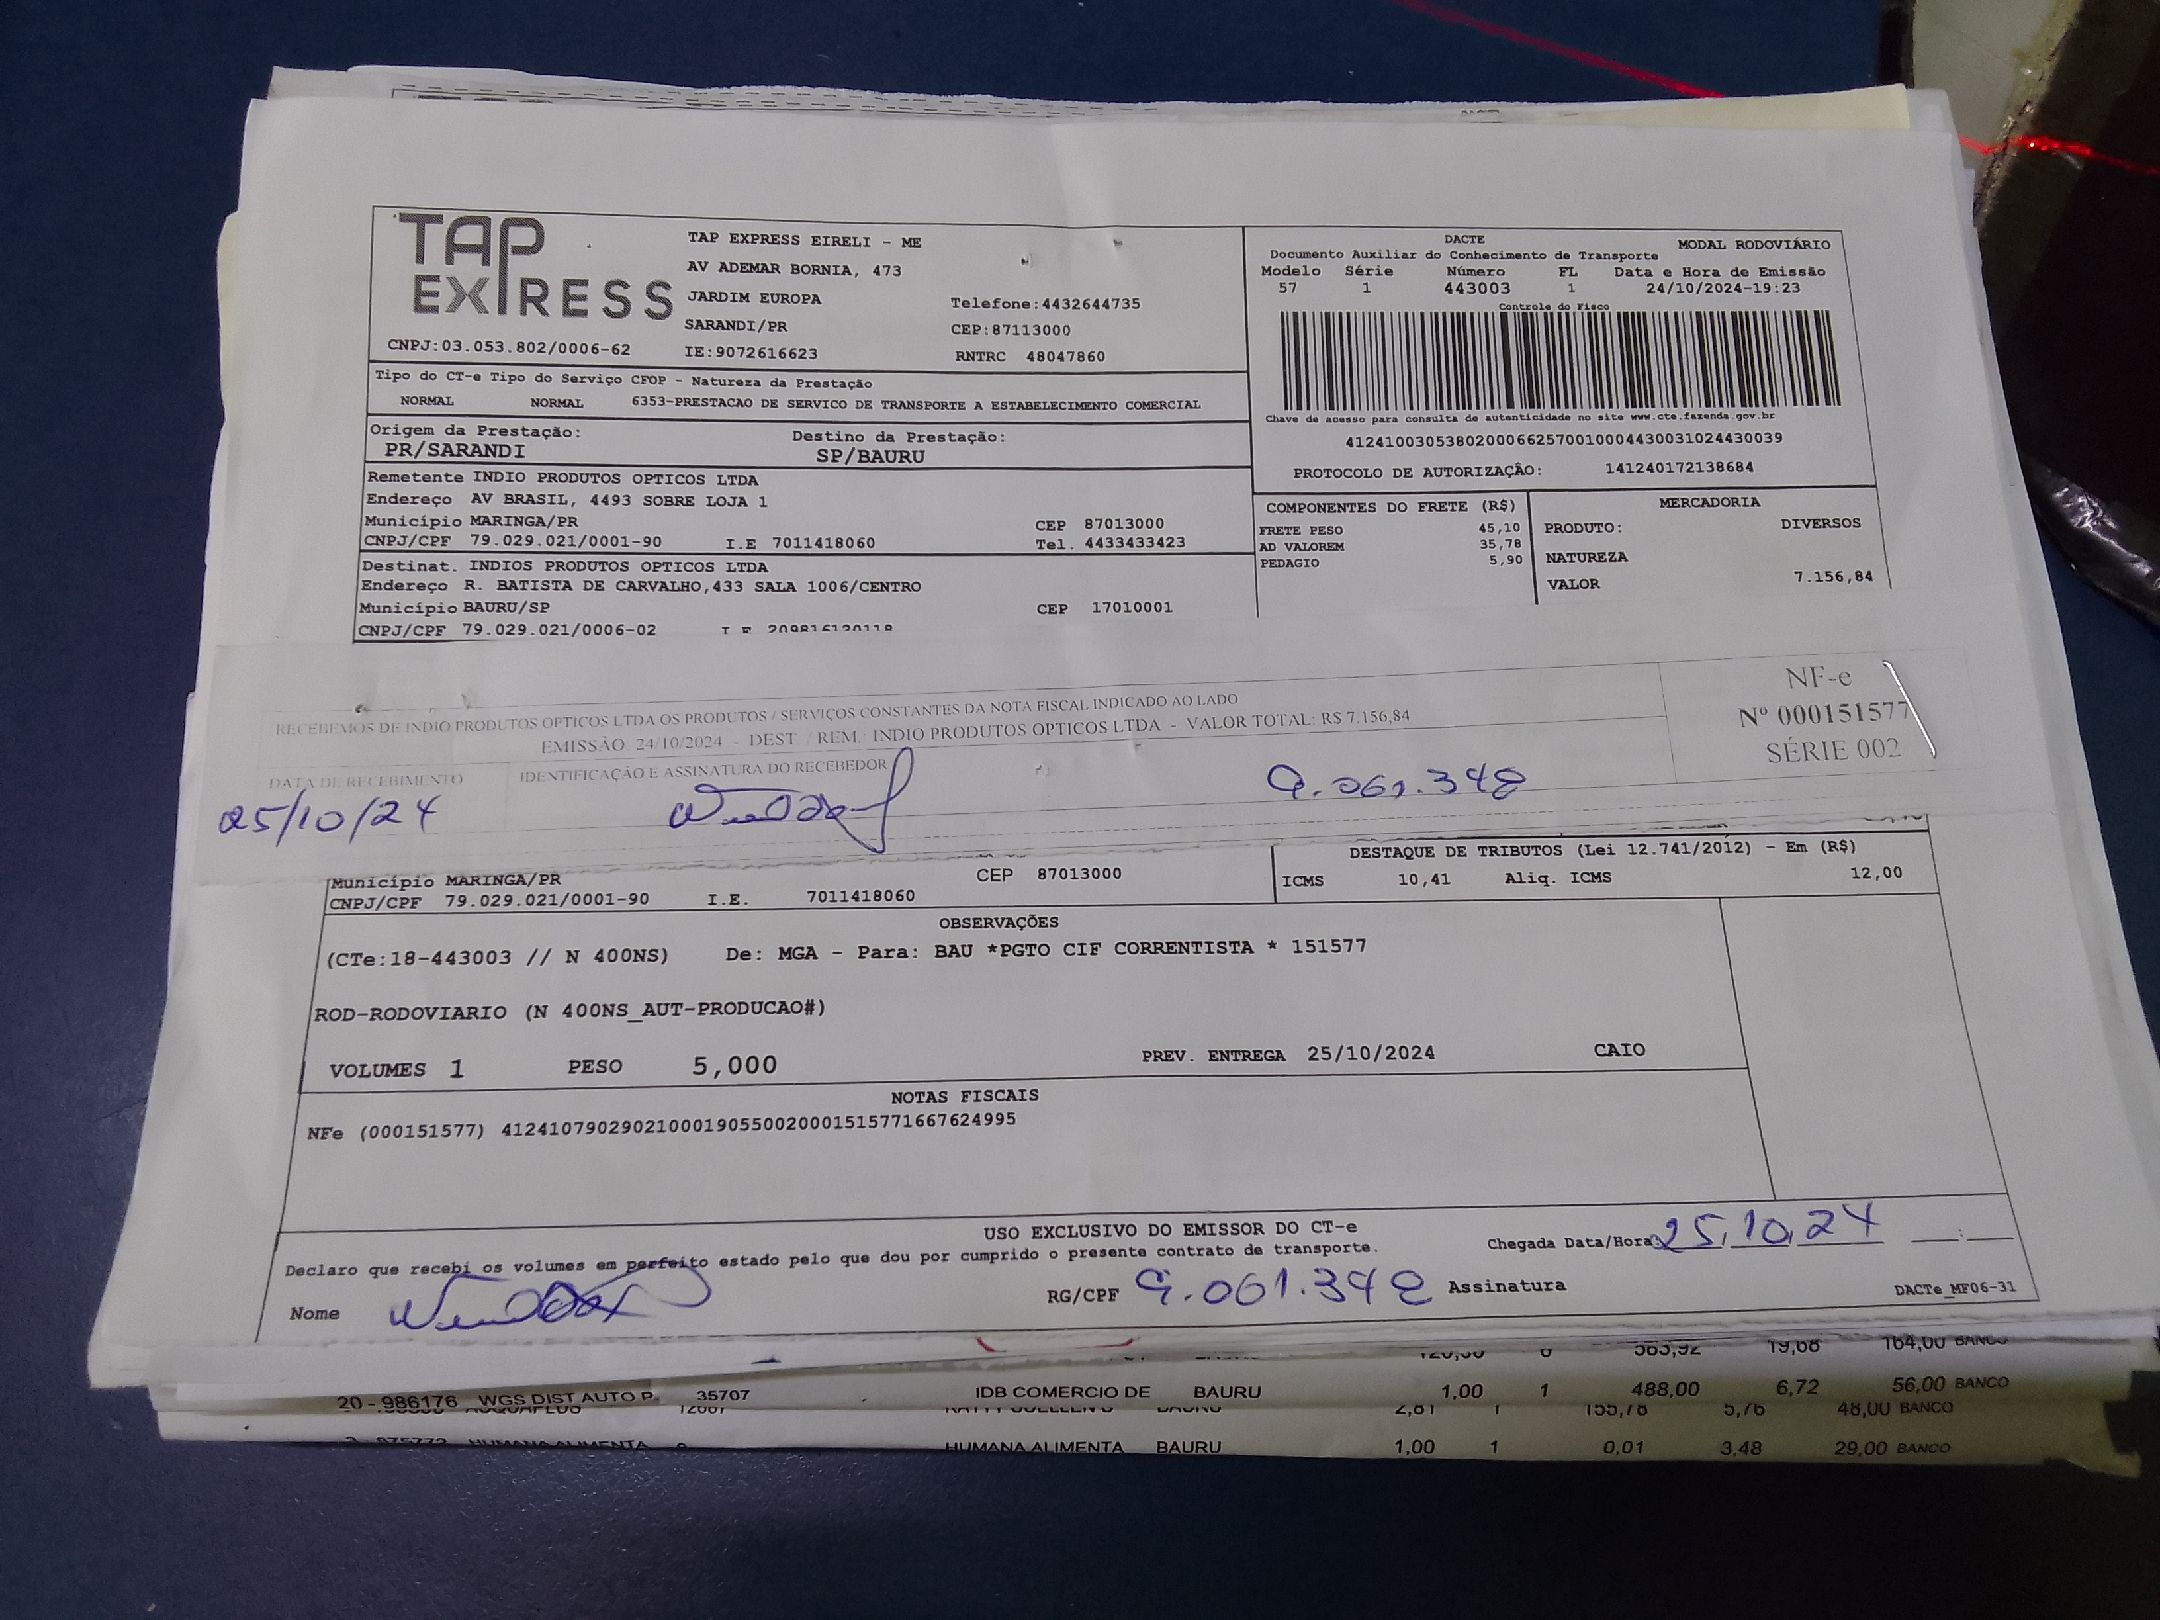 TAP EXPRESS
TAP EXPRESS EIRELI - ME
AV ADEMAR BORNIA, 473
JARDIM EUROPA
Telefone:4432644735
SARANDI/PR
CEP:87113000
CNPJ:03.053.802/0006-62 IE:9072616623 RNTRC 48047860
DACTE MODAL RODOVIÁRIO
Documento Auxiliar do Conhecimento de Transporte
Modelo Série Número FL Data e Hora de Emissão
57 1 443003 1 24/10/2024-19:23
Controle do Fisco
Chave de acesso para consulta de autenticidade no site www.cte.fazenda.gov.br
41241003053802000662570010004430031024430039
PROTOCOLO DE AUTORIZAÇÃO: 141240172138684
Tipo do CT-e Tipo do Serviço CFOP - Natureza da Prestação
NORMAL NORMAL 6353-PRESTACAO DE SERVICO DE TRANSPORTE A ESTABELECIMENTO COMERCIAL
Origem da Prestação: Destino da Prestação:
PR/SARANDI SP/BAURU
Remetente INDIO PRODUTOS OPTICOS LTDA
Endereço AV BRASIL, 4493 SOBRE LOJA 1
Município MARINGA/PR CEP 87013000
CNPJ/CPF 79.029.021/0001-90 I.E 7011418060 Tel. 4433433423
Destinat. INDIOS PRODUTOS OPTICOS LTDA
Endereço R. BATISTA DE CARVALHO,433 SALA 1006/CENTRO
Município BAURU/SP CEP 17010001
CNPJ/CPF 79.029.021/0006-02
COMPONENTES DO FRETE (R$)
FRETE PESO 45,10
AD VALOREM 35,78
PEDAGIO 5,90
MERCADORIA
PRODUTO: DIVERSOS
NATUREZA
VALOR 7.156,84
RECEBEMOS DE INDIO PRODUTOS OPTICOS LTDA OS PRODUTOS / SERVIÇOS CONSTANTES DA NOTA FISCAL INDICADO AO LADO
EMISSÃO: 24/10/2024 - DEST. / REM.: INDIO PRODUTOS OPTICOS LTDA - VALOR TOTAL: R$ 7.156,84
NF-e
Nº 000151577
SÉRIE 002
DATA DE RECEBIMENTO IDENTIFICAÇÃO E ASSINATURA DO RECEBEDOR
25/10/24 9.061.348
Município MARINGA/PR CEP 87013000
CNPJ/CPF 79.029.021/0001-90 I.E. 7011418060
DESTAQUE DE TRIBUTOS (Lei 12.741/2012) - Em (R$)
ICMS 10,41 Aliq. ICMS 12,00
OBSERVAÇÕES
(CTe:18-443003 // N 400NS) De: MGA - Para: BAU *PGTO CIF CORRENTISTA * 151577
ROD-RODOVIARIO (N 400NS_AUT-PRODUCAO#)
VOLUMES 1 PESO 5,000 PREV. ENTREGA 25/10/2024 CAIO
NOTAS FISCAIS
NFe (000151577) 41241079029021000190550020001515771667624995
USO EXCLUSIVO DO EMISSOR DO CT-e
Declaro que recebi os volumes em perfeito estado pelo que dou por cumprido o presente contrato de transporte. Chegada Data/Hora 25,10,24 __:__
Nome RG/CPF 9.061.348 Assinatura DACTe_MF06-31
563,92 19,68 164,00 BANCO
20 - 986176 WGS DIST AUTO P. 35707 IDB COMERCIO DE BAURU 1,00 1 488,00 6,72 56,00 BANCO
2,81 1 155,78 5,76 48,00 BANCO
HUMANA ALIMENTA HUMANA ALIMENTA BAURU 1,00 1 0,01 3,48 29,00 BANCO